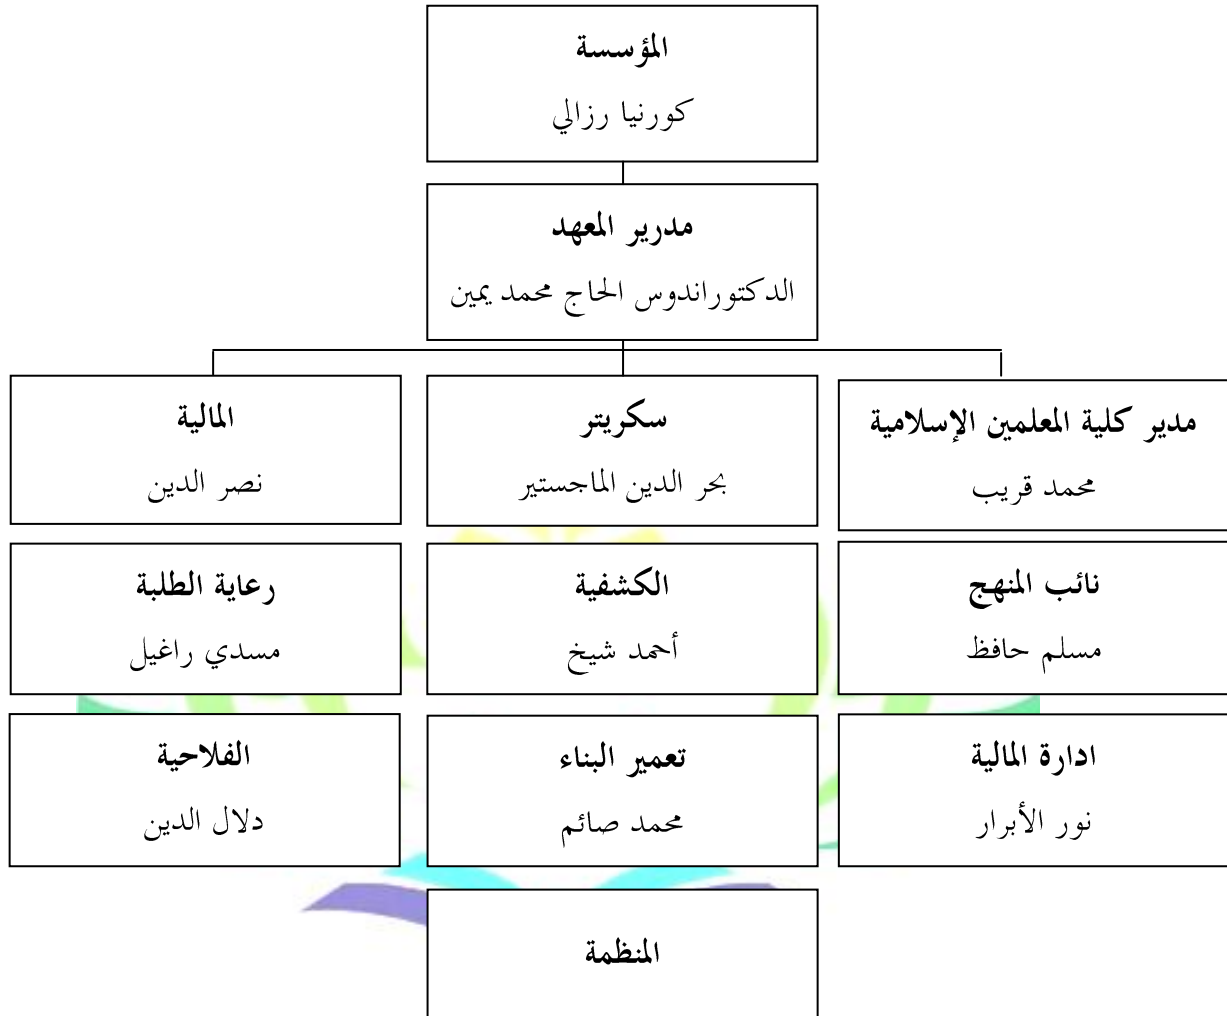 المؤسسة
كورنيا رزالي
مدرير المعهد
الدكتوراندوس الحاج محمد يمين
مدير كلية المعلمين الإسلامية
محمد قريب
سكريتر
بحر الدين الماجستير
المالية
نصر الدين
نائب المنهج
مسلم حافظ
الكشفية
أحمد شيخ
رعاية الطلبة
مسدي راغيل
ادارة المالية
نور الأبرار
تعمير البناء
محمد صائم
الفلاحية
دلال الدين
المنظمة